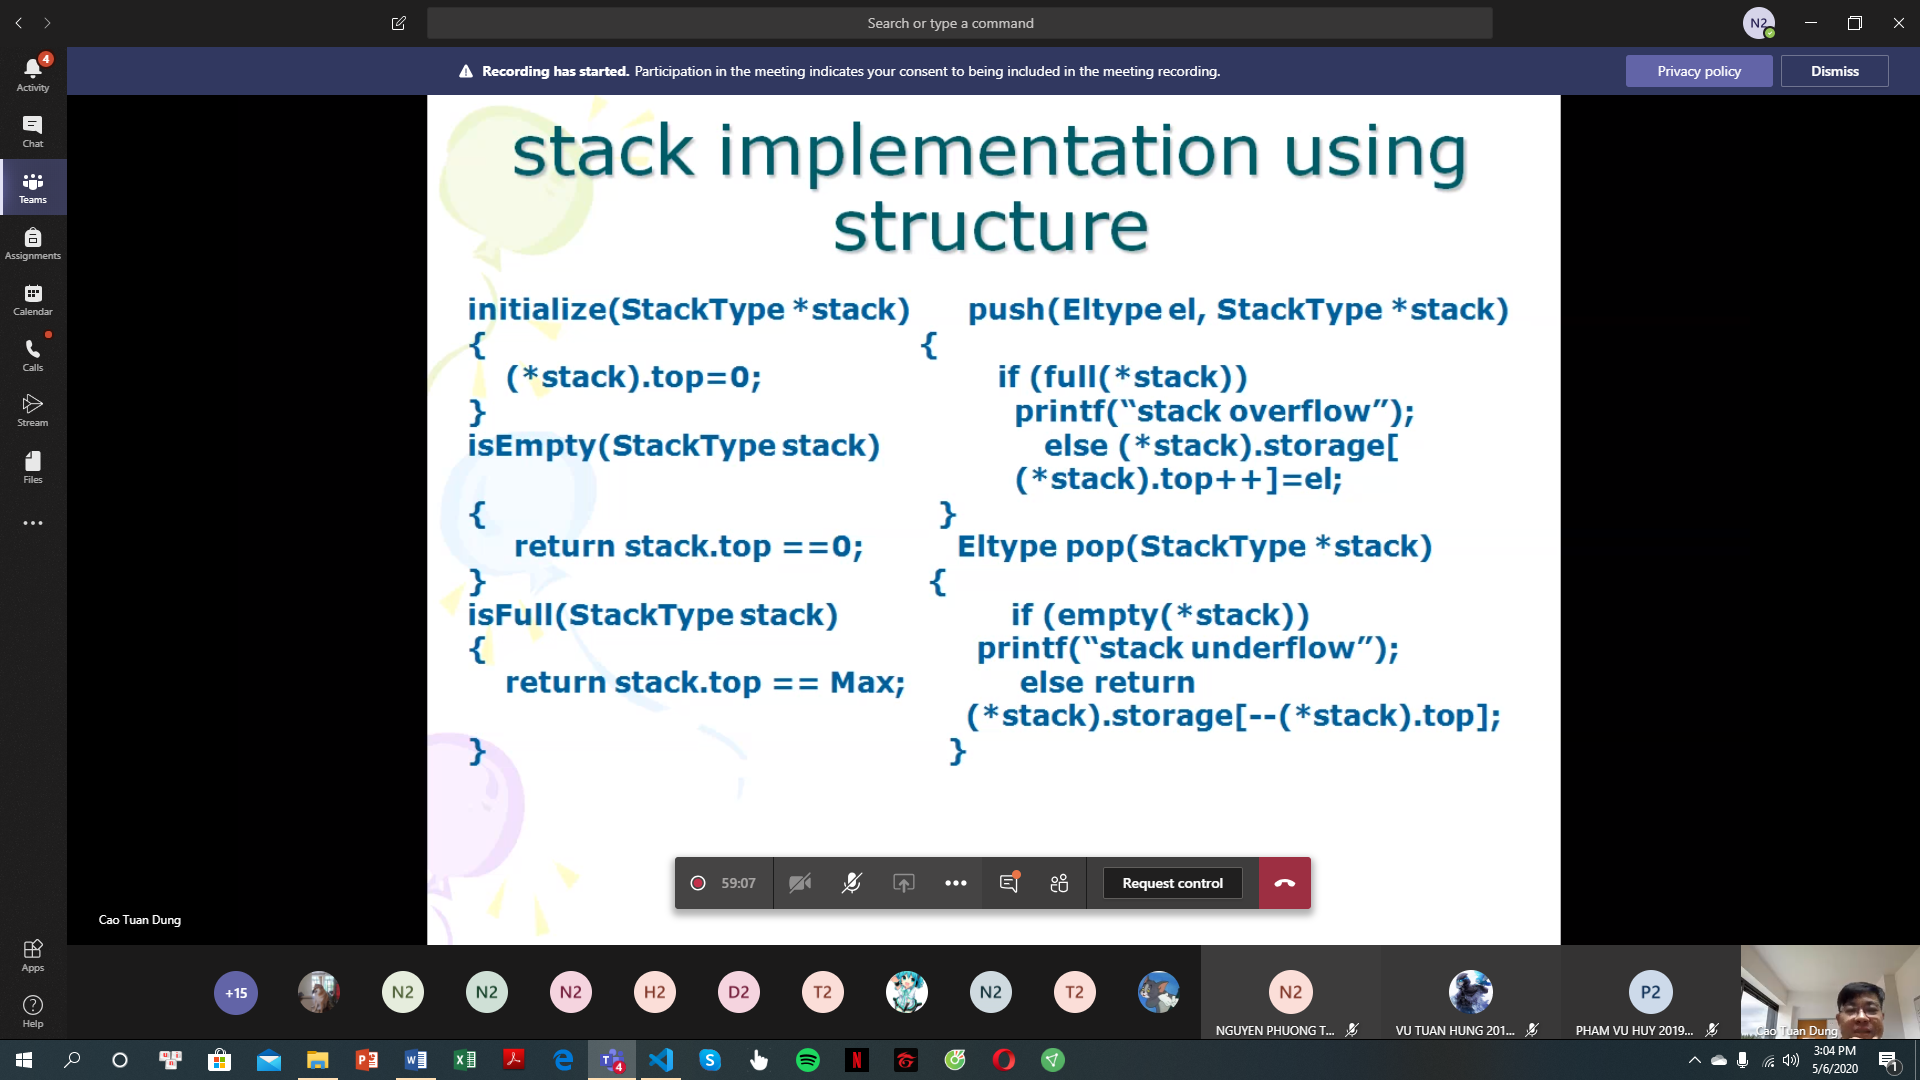 Search or type a command
N2
4
Activity
Recording has started. Participation in the meeting indicates your consent to being included in the meeting recording.
Privacy policy
Dismiss
Chat
Teams
Assignments
Calendar
Calls
Stream
Files
Apps
Help
stack implementation using
structure
initialize(StackType *stack)
{
(*stack).top=0;
}
isEmpty(StackType stack)
{
return stack.top ==0;
}
isFull(StackType stack)
{
return stack.top == Max;
}
push(Eltype el, StackType *stack)
{
if (full(*stack))
printf(“stack overflow”);
else (*stack).storage[
(*stack).top++]=el;
}
Eltype pop(StackType *stack)
{
if (empty(*stack))
printf(“stack underflow”);
else return
(*stack).storage[--(*stack).top];
}
59:07
Request control
Cao Tuan Dung
+15
N2
N2
N2
H2
D2
T2
N2
T2
N2
NGUYEN PHUONG T...
VU TUAN HUNG 201...
P2
PHAM VU HUY 2019...
Cao Tuan Dung
4
3:04 PM
5/6/2020
1